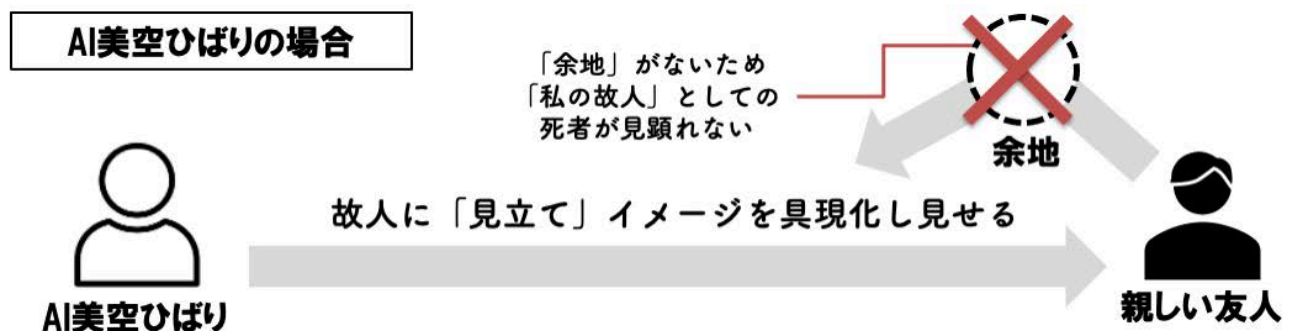 AI美空ひばりの場合
「余地」がないため
「私の故人」としての
死者が見顕れない
余地
故人に「見立て」イメージを具現化し見せる
AI美空ひばり
親しい友人